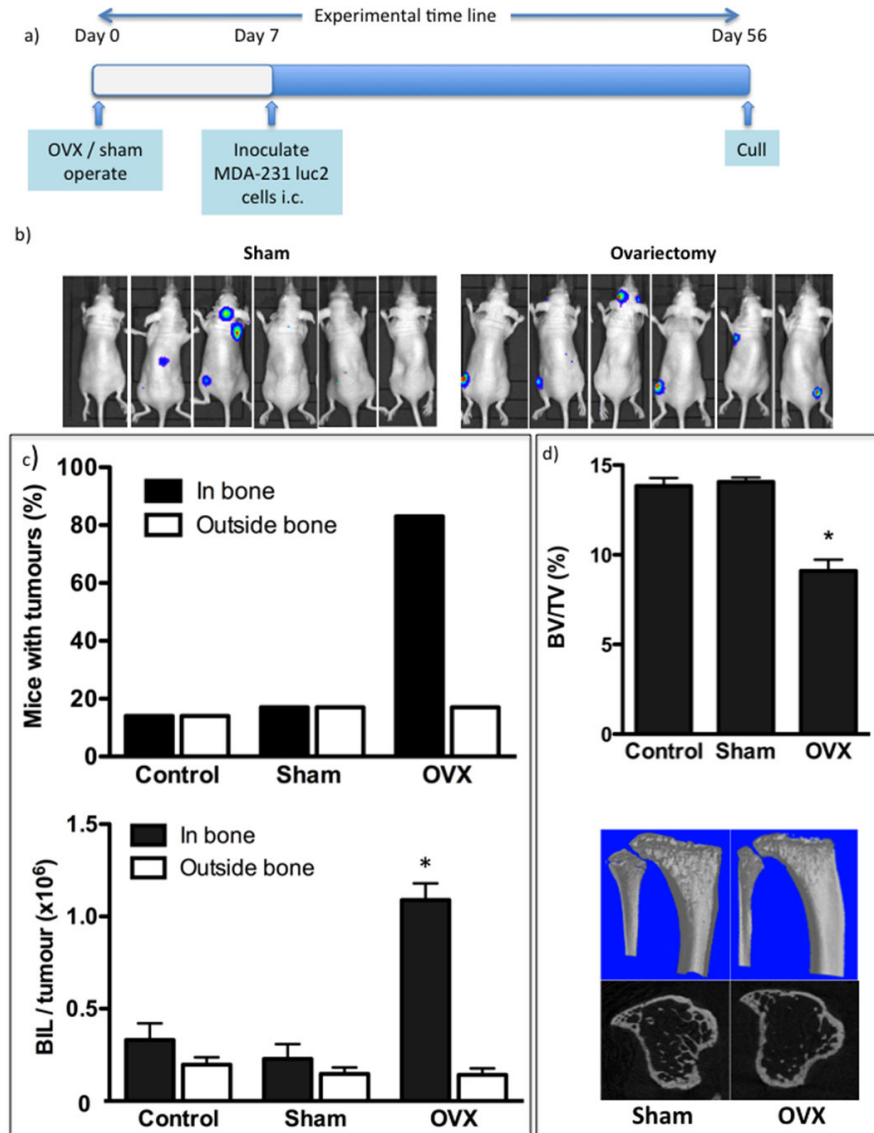 Experimental time line
a)
Day 0
Day 7
Day 56
OVX / sham
operate
Inoculate
MDA-231 luc2
cells i.c.
Cull
b)
Sham
Ovariectomy
c)
100
80
60
40
20
0
Mice with tumours (%)
In bone
Outside bone
Control
Sham
OVX
1.5
1.0
0.5
0
BIL / tumour (x10⁶)
In bone
Outside bone
*
Control
Sham
OVX
d)
15
10
5
0
BV/TV (%)
*
Control
Sham
OVX
Sham
OVX